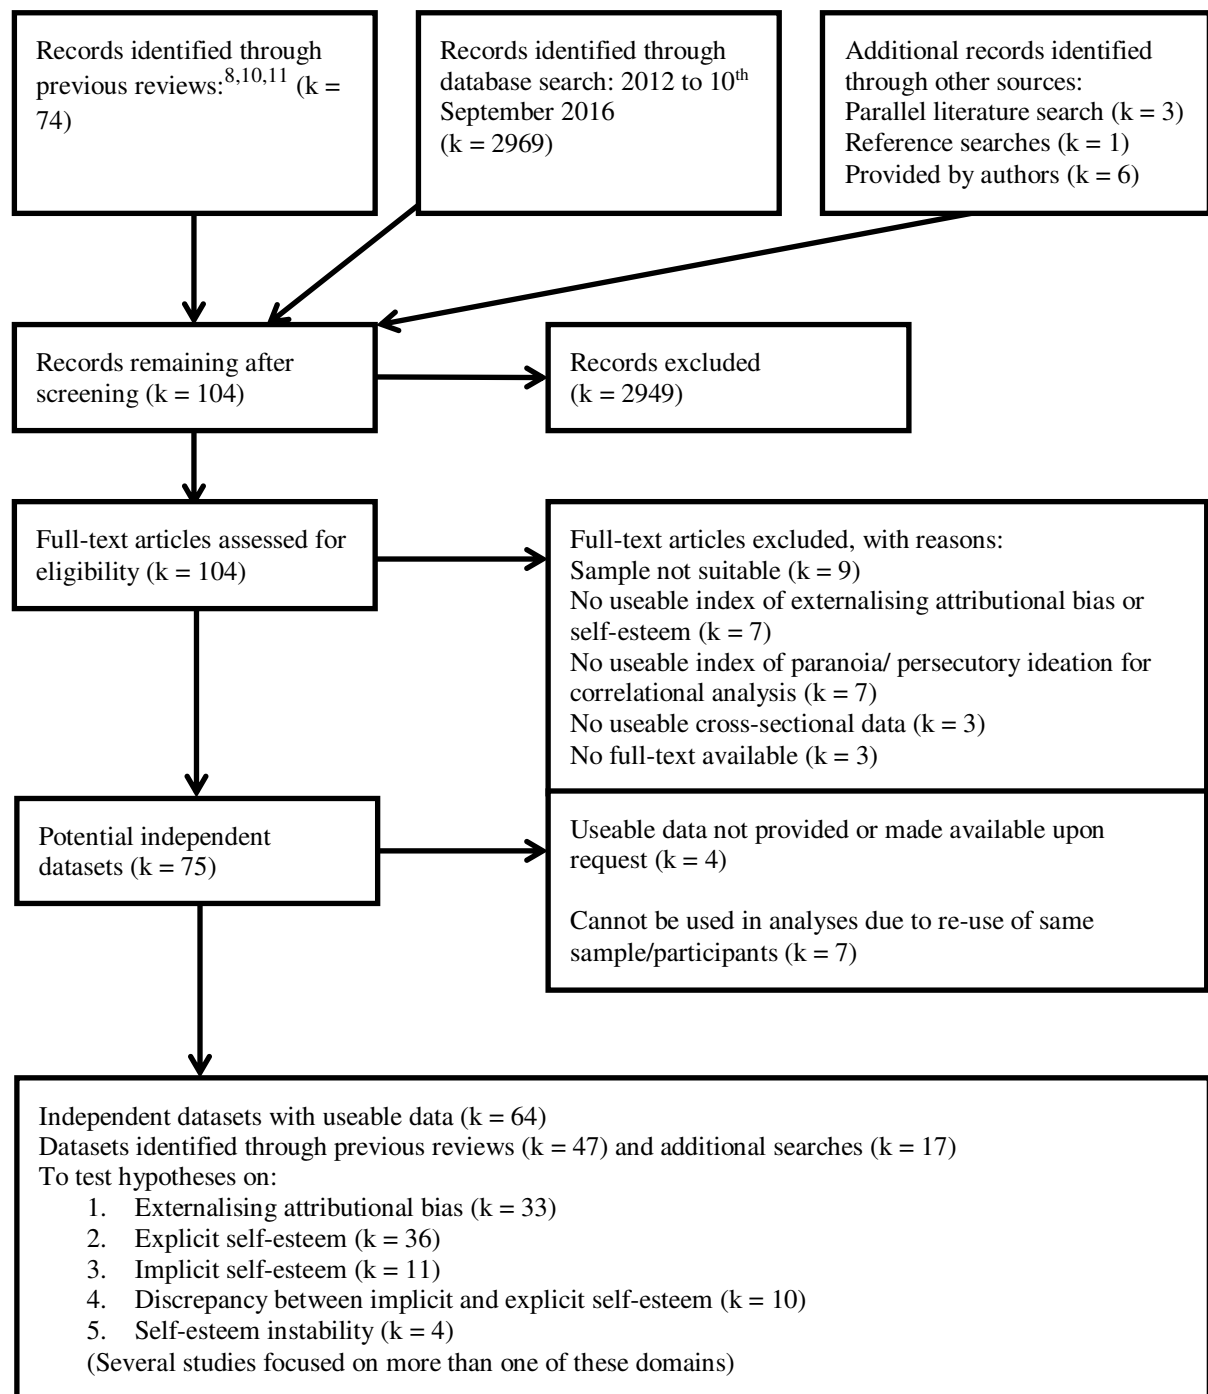 Records identified through
previous reviews:8,10,11 (k =
74)
Records identified through
database search: 2012 to 10th
September 2016
(k = 2969)
Additional records identified
through other sources:
Parallel literature search (k = 3)
Reference searches (k = 1)
Provided by authors (k = 6)
Records remaining after
screening (k = 104)
Records excluded
(k = 2949)
Full-text articles assessed for
eligibility (k = 104)
Full-text articles excluded, with reasons:
Sample not suitable (k = 9)
No useable index of externalising attributional bias or
self-esteem (k = 7)
No useable index of paranoia/ persecutory ideation for
correlational analysis (k = 7)
No useable cross-sectional data (k = 3)
No full-text available (k = 3)
Potential independent
datasets (k = 75)
Useable data not provided or made available upon
request (k = 4)
Cannot be used in analyses due to re-use of same
sample/participants (k = 7)
Independent datasets with useable data (k = 64)
Datasets identified through previous reviews (k = 47) and additional searches (k = 17)
To test hypotheses on:
1. Externalising attributional bias (k = 33)
2. Explicit self-esteem (k = 36)
3. Implicit self-esteem (k = 11)
4. Discrepancy between implicit and explicit self-esteem (k = 10)
5. Self-esteem instability (k = 4)
(Several studies focused on more than one of these domains)